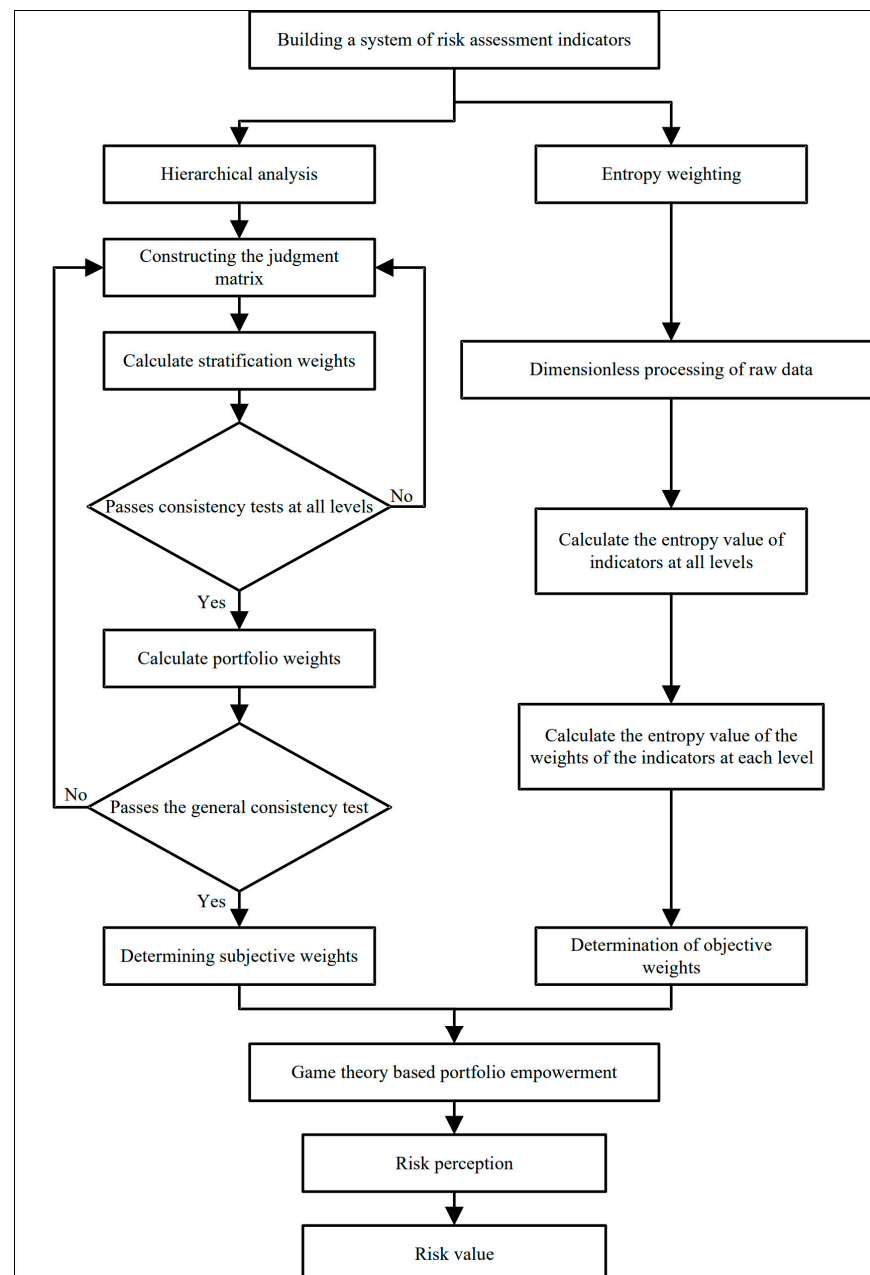 Building a system of risk assessment indicators
Hierarchical analysis
Entropy weighting
Constructing the judgment
matrix
Calculate stratification weights
Dimensionless processing of raw data
Passes consistency tests at all levels
No
Calculate the entropy value of
indicators at all levels
Yes
Calculate portfolio weights
Calculate the entropy value of the
weights of the indicators at each level
No
Passes the general consistency test
Yes
Determining subjective weights
Determination of objective
weights
Game theory based portfolio empowerment
Risk perception
Risk value